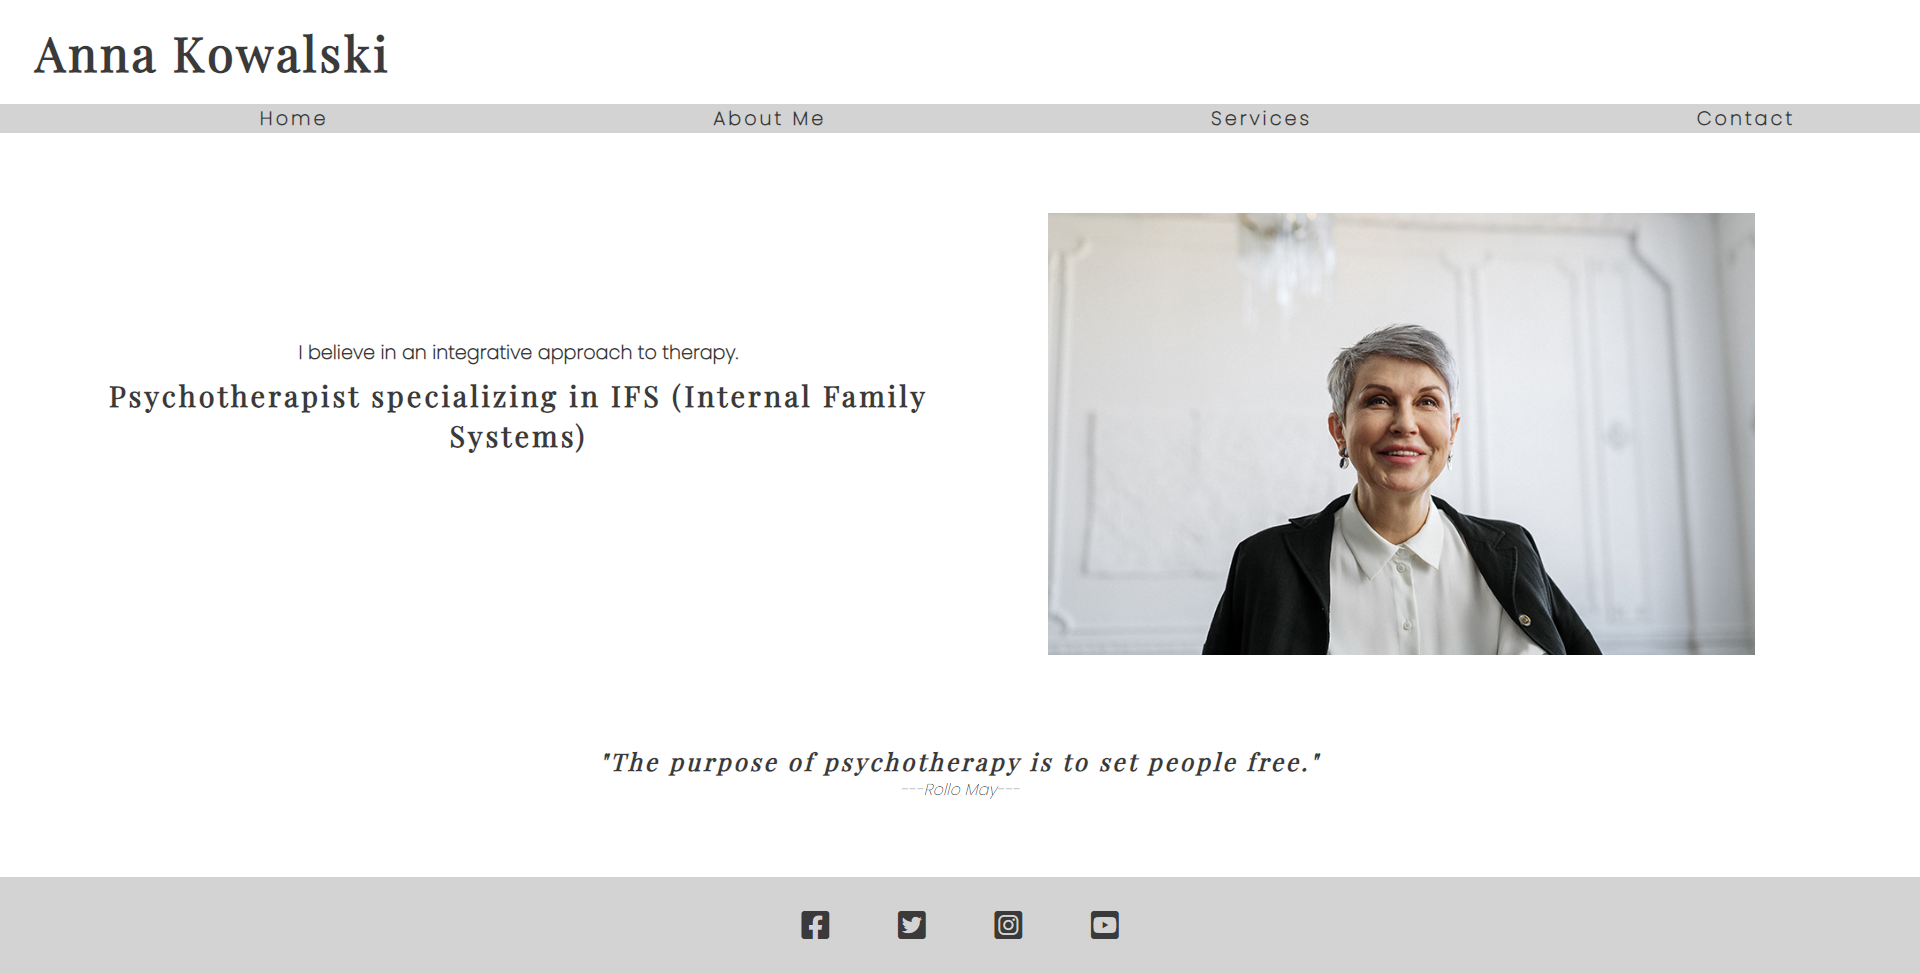 Anna Kowalski
Home
About Me
Services
Contact
I believe in an integrative approach to therapy.
Psychotherapist specializing in IFS (Internal Family
Systems)
"The purpose of psychotherapy is to set people free."
---Rollo May---